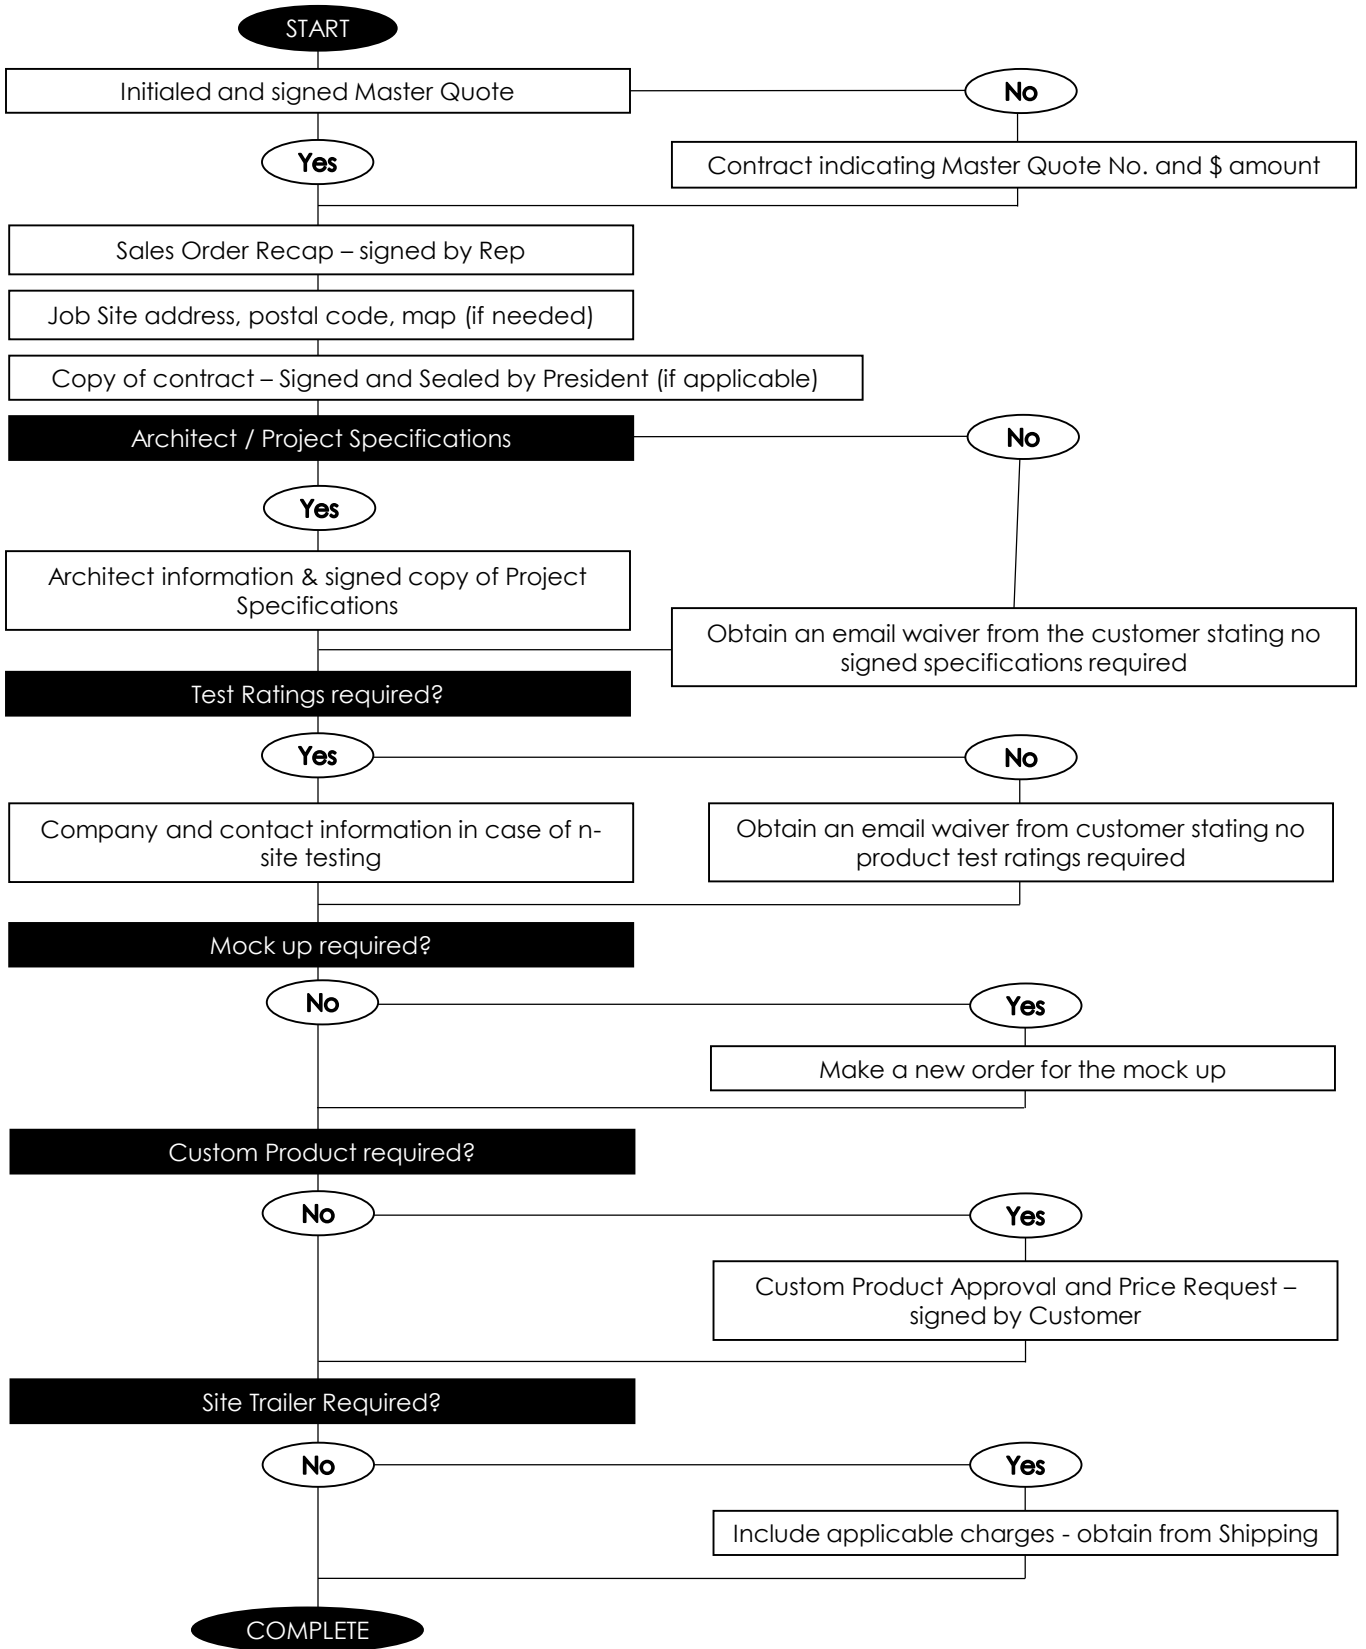 START
Initialed and signed Master Quote
No
Yes
Contract indicating Master Quote No. and $ amount
Sales Order Recap – signed by Rep
Job Site address, postal code, map (if needed)
Copy of contract – Signed and Sealed by President (if applicable)
Architect / Project Specifications
No
Yes
Architect information & signed copy of Project
Specifications
Obtain an email waiver from the customer stating no
signed specifications required
Test Ratings required?
Yes
No
Company and contact information in case of n-
site testing
Obtain an email waiver from customer stating no
product test ratings required
Mock up required?
No
Yes
Make a new order for the mock up
Custom Product required?
No
Yes
Custom Product Approval and Price Request –
signed by Customer
Site Trailer Required?
No
Yes
Include applicable charges - obtain from Shipping
COMPLETE